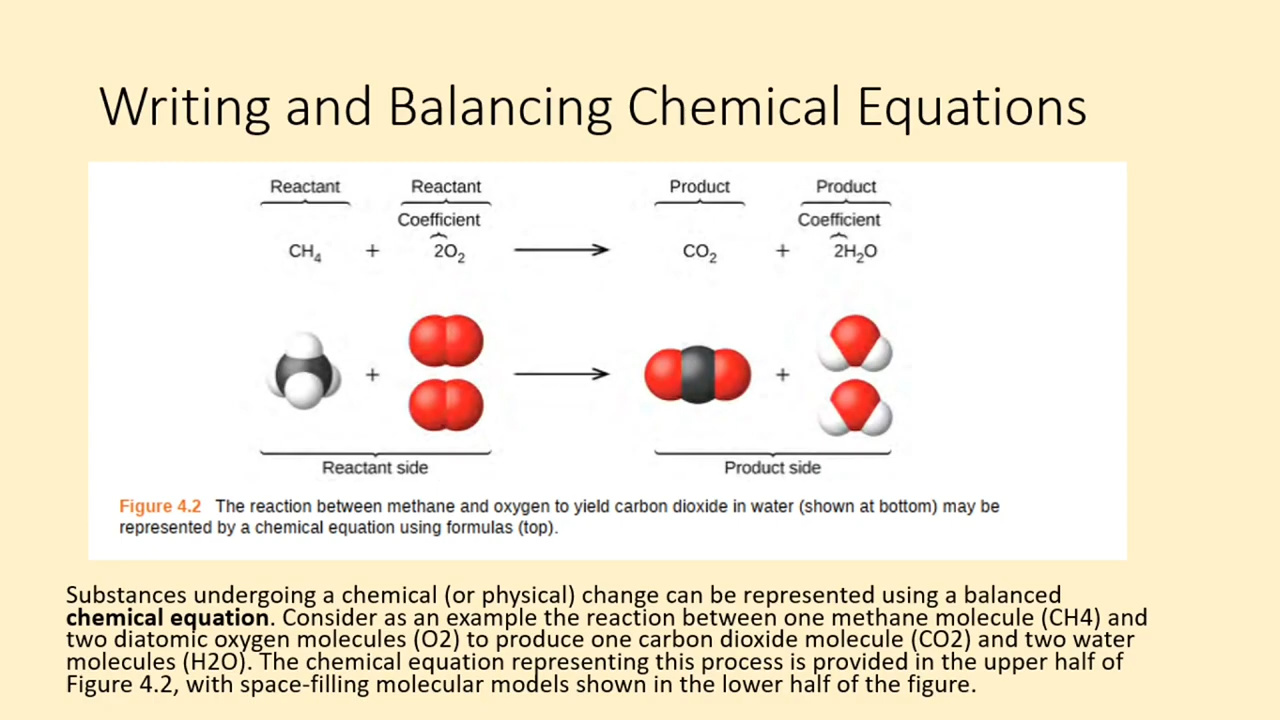 Writing and Balancing Chemical Equations
Reactant Reactant Product Product
Coefficient Coefficient
CH₄ + 2O₂ ⟶ CO₂ + 2H₂O
+ ⟶ +
Reactant side Product side
Figure 4.2 The reaction between methane and oxygen to yield carbon dioxide in water (shown at bottom) may be
represented by a chemical equation using formulas (top).
Substances undergoing a chemical (or physical) change can be represented using a balanced
chemical equation. Consider as an example the reaction between one methane molecule (CH4) and
two diatomic oxygen molecules (O2) to produce one carbon dioxide molecule (CO2) and two water
molecules (H2O). The chemical equation representing this process is provided in the upper half of
Figure 4.2, with space-filling molecular models shown in the lower half of the figure.